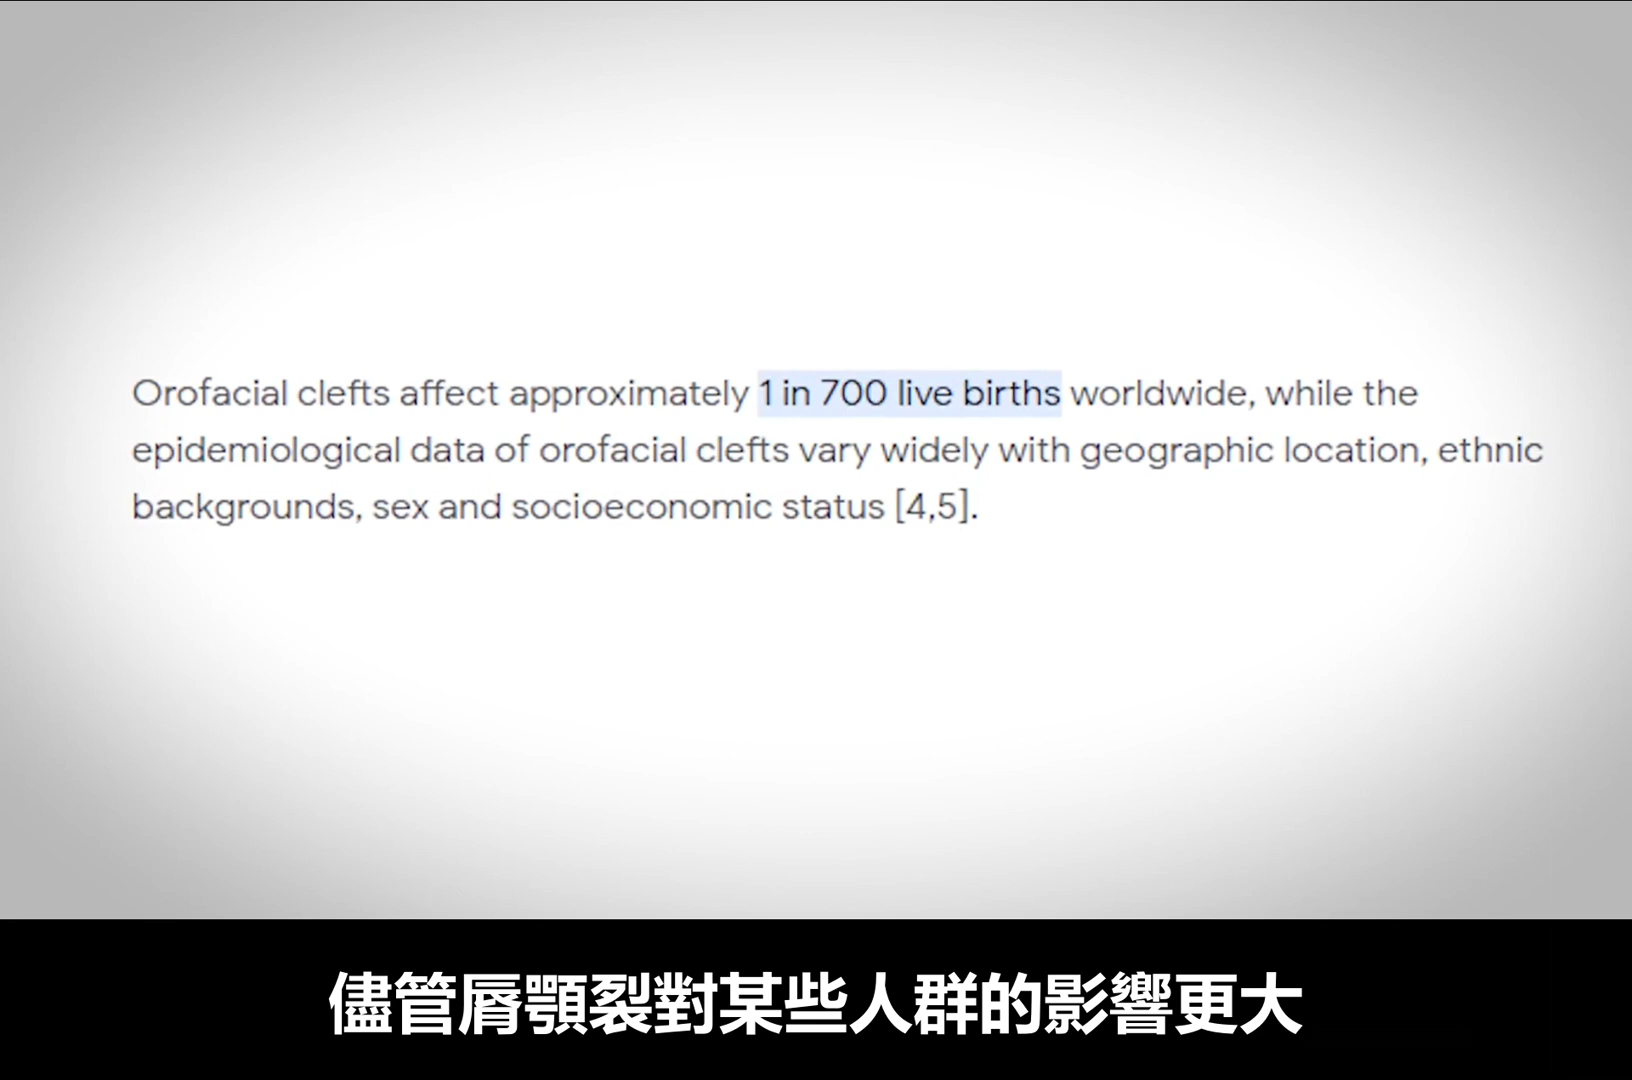 Orofacial clefts affect approximately 1 in 700 live births worldwide, while the
epidemiological data of orofacial clefts vary widely with geographic location, ethnic
backgrounds, sex and socioeconomic status [4,5].
儘管唇顎裂對某些人群的影響更大